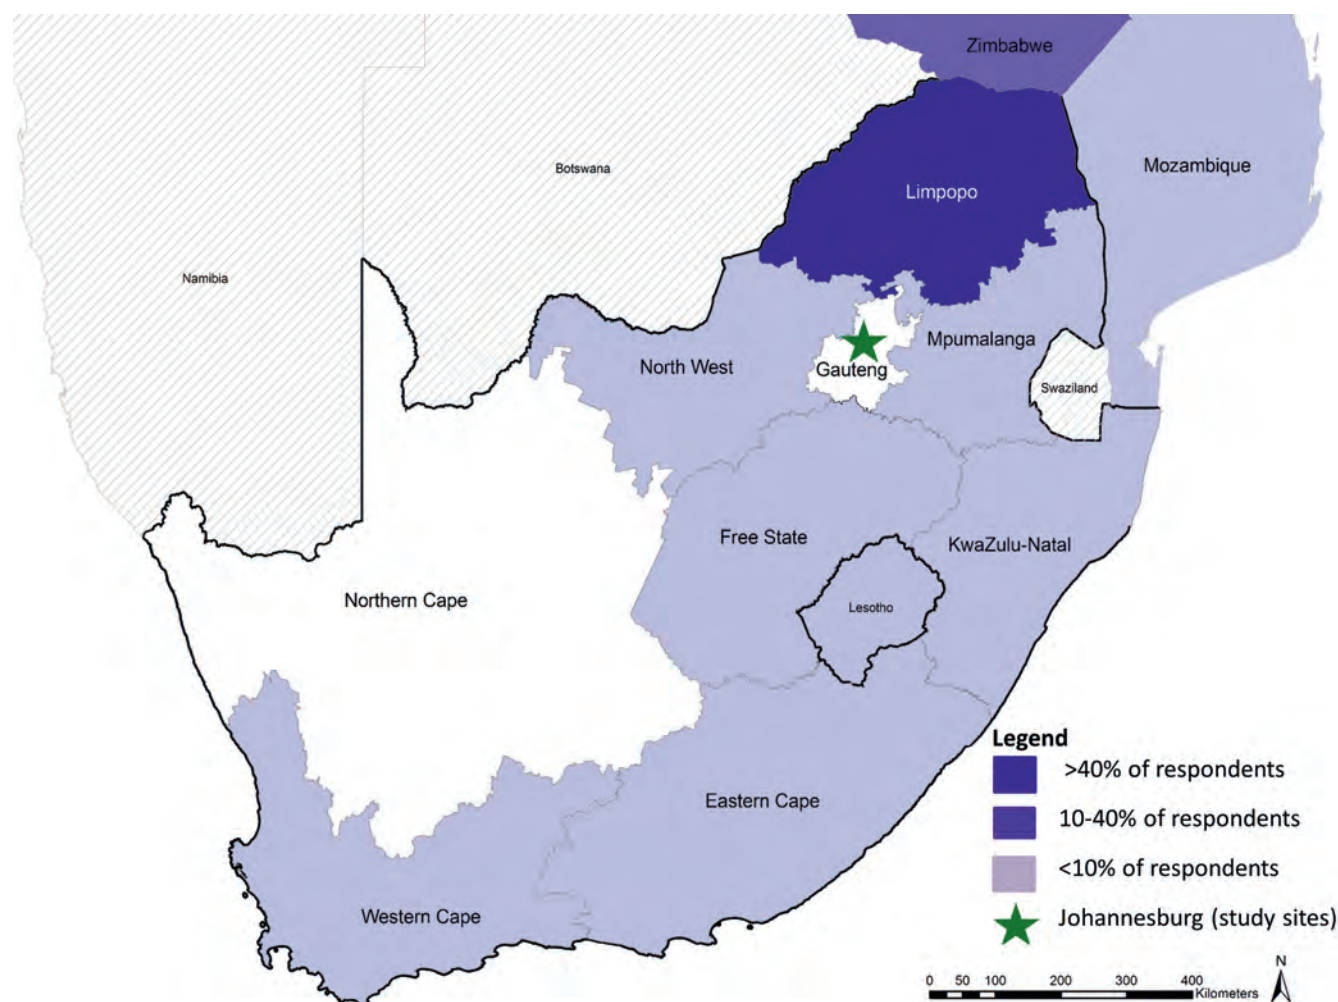 Zimbabwe
Botswana
Mozambique
Limpopo
Namibia
Mpumalanga
North West
Gauteng
Swaziland
Free State
KwaZulu-Natal
Northern Cape
Lesotho
Legend
>40% of respondents
Eastern Cape
10-40% of respondents
<10% of respondents
Western Cape
Johannesburg (study sites)
N
0 50 100 200 300 400
Kilometers